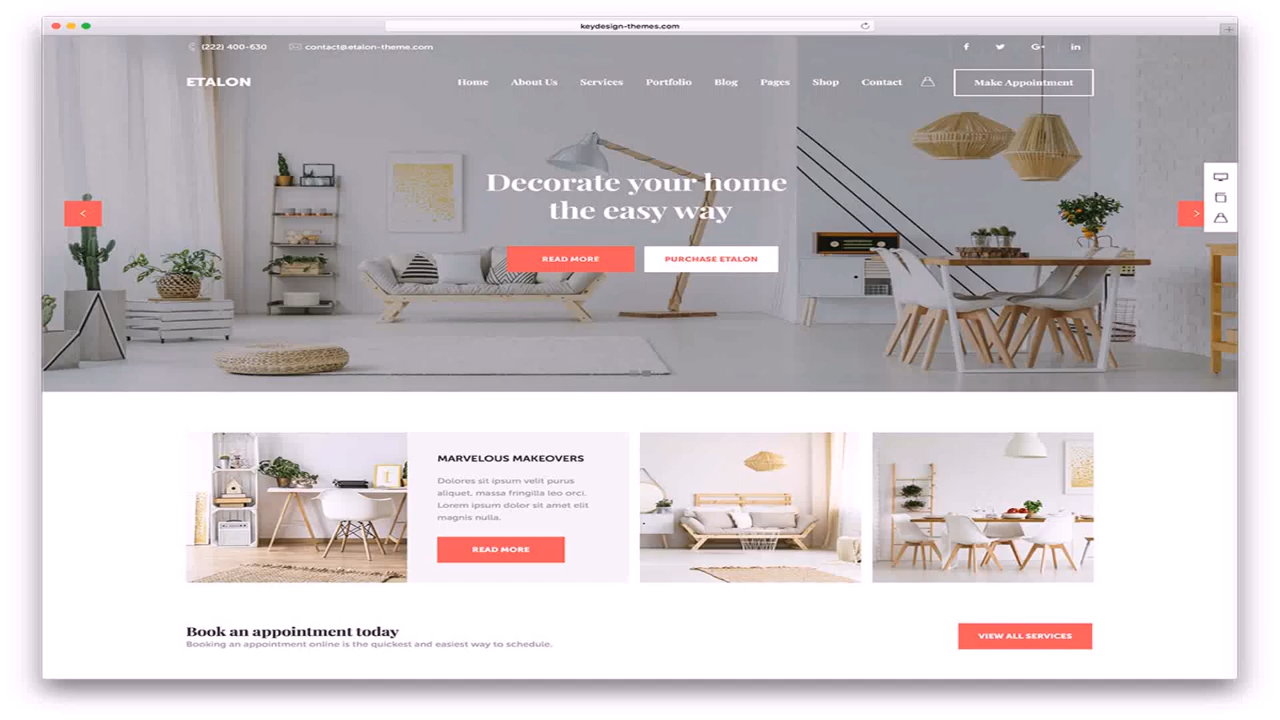 keydesign-themes.com
(222) 400-630 contact@etalon-theme.com
ETALON Home About Us Services Portfolio Blog Pages Shop Contact Make Appointment
Decorate your home
the easy way
READ MORE PURCHASE ETALON
MARVELOUS MAKEOVERS
Dolores sit ipsum velit purus
aliquet, massa fringilla leo orci.
Lorem ipsum dolor sit amet elit
magnis nulla.
READ MORE
Book an appointment today
Booking an appointment online is the quickest and easiest way to schedule.
VIEW ALL SERVICES